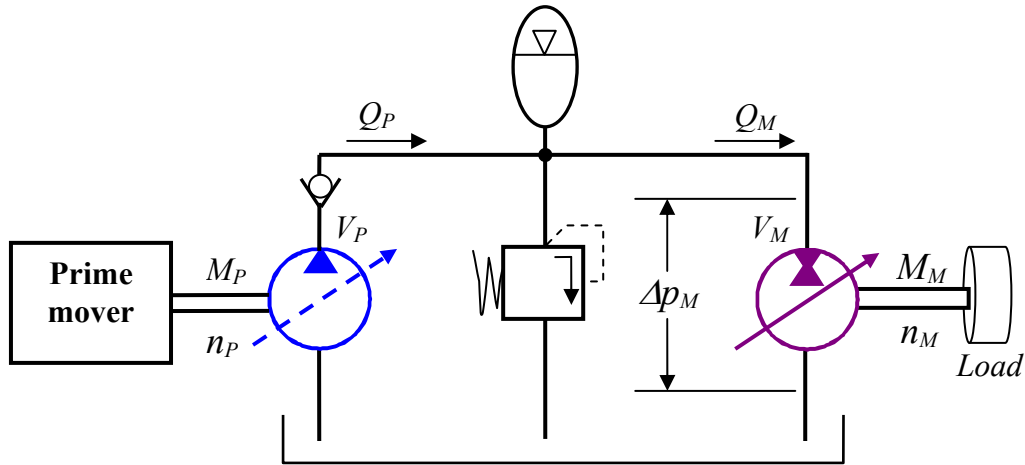 Q_P
Q_M
V_P
V_M
Prime
mover
M_P
n_P
Δp_M
M_M
n_M
Load